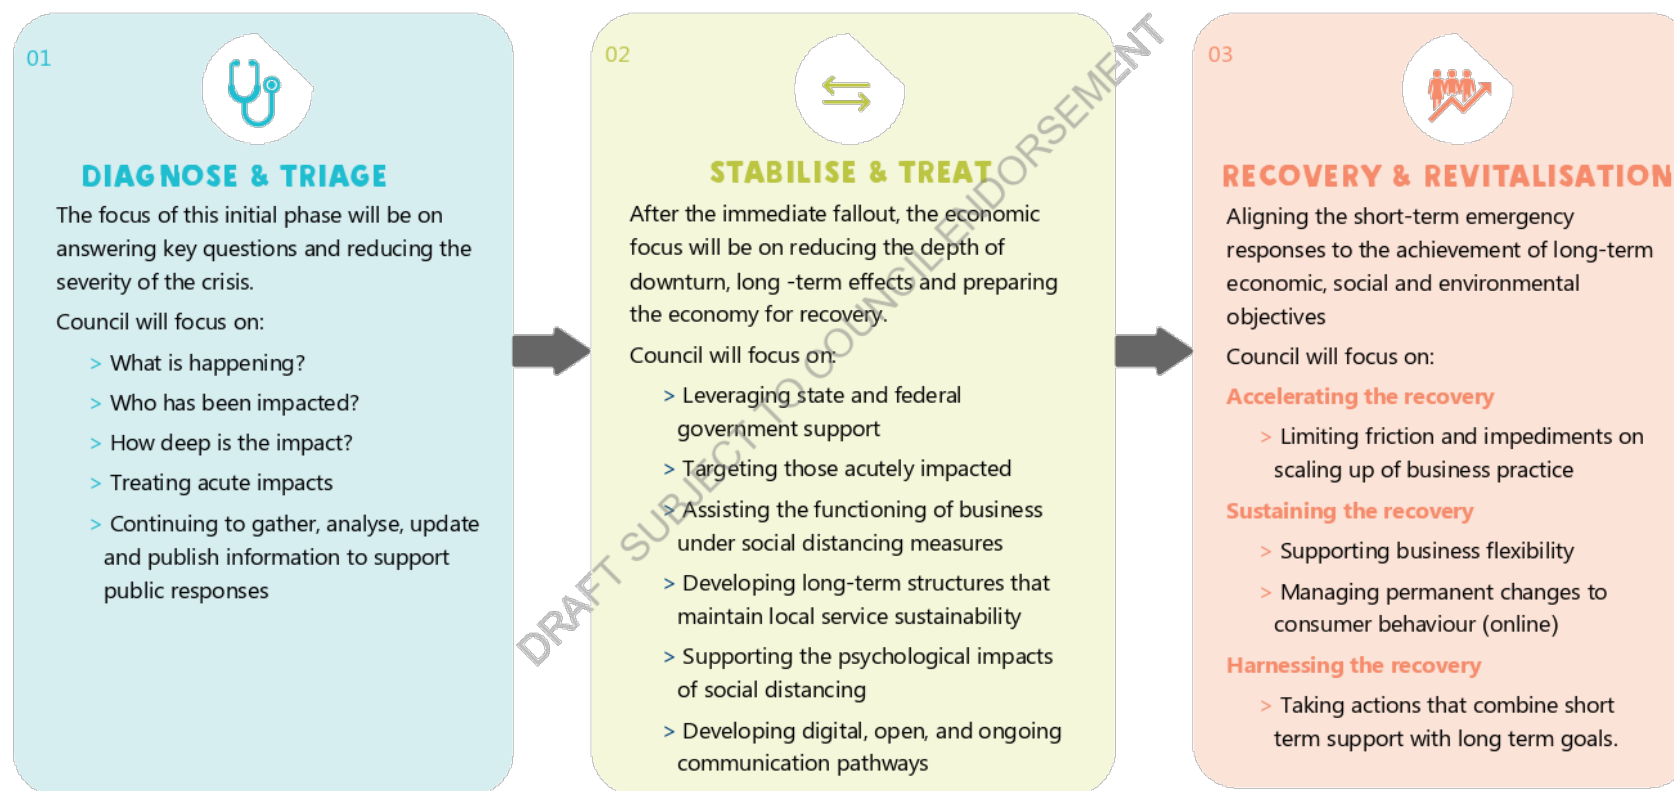 01
DIAGNOSE & TRIAGE
The focus of this initial phase will be on
answering key questions and reducing the
severity of the crisis.
Council will focus on:
> What is happening?
> Who has been impacted?
> How deep is the impact?
> Treating acute impacts
> Continuing to gather, analyse, update
and publish information to support
public responses
02
STABILISE & TREAT
After the immediate fallout, the economic
focus will be on reducing the depth of
downturn, long -term effects and preparing
the economy for recovery.
Council will focus on:
> Leveraging state and federal
government support
> Targeting those acutely impacted
> Assisting the functioning of business
under social distancing measures
> Developing long-term structures that
maintain local service sustainability
> Supporting the psychological impacts
of social distancing
> Developing digital, open, and ongoing
communication pathways
03
RECOVERY & REVITALISATION
Aligning the short-term emergency
responses to the achievement of long-term
economic, social and environmental
objectives
Council will focus on:
Accelerating the recovery
> Limiting friction and impediments on
scaling up of business practice
Sustaining the recovery
> Supporting business flexibility
> Managing permanent changes to
consumer behaviour (online)
Harnessing the recovery
> Taking actions that combine short
term support with long term goals.
DRAFT SUBJECT TO COUNCIL ENDORSEMENT